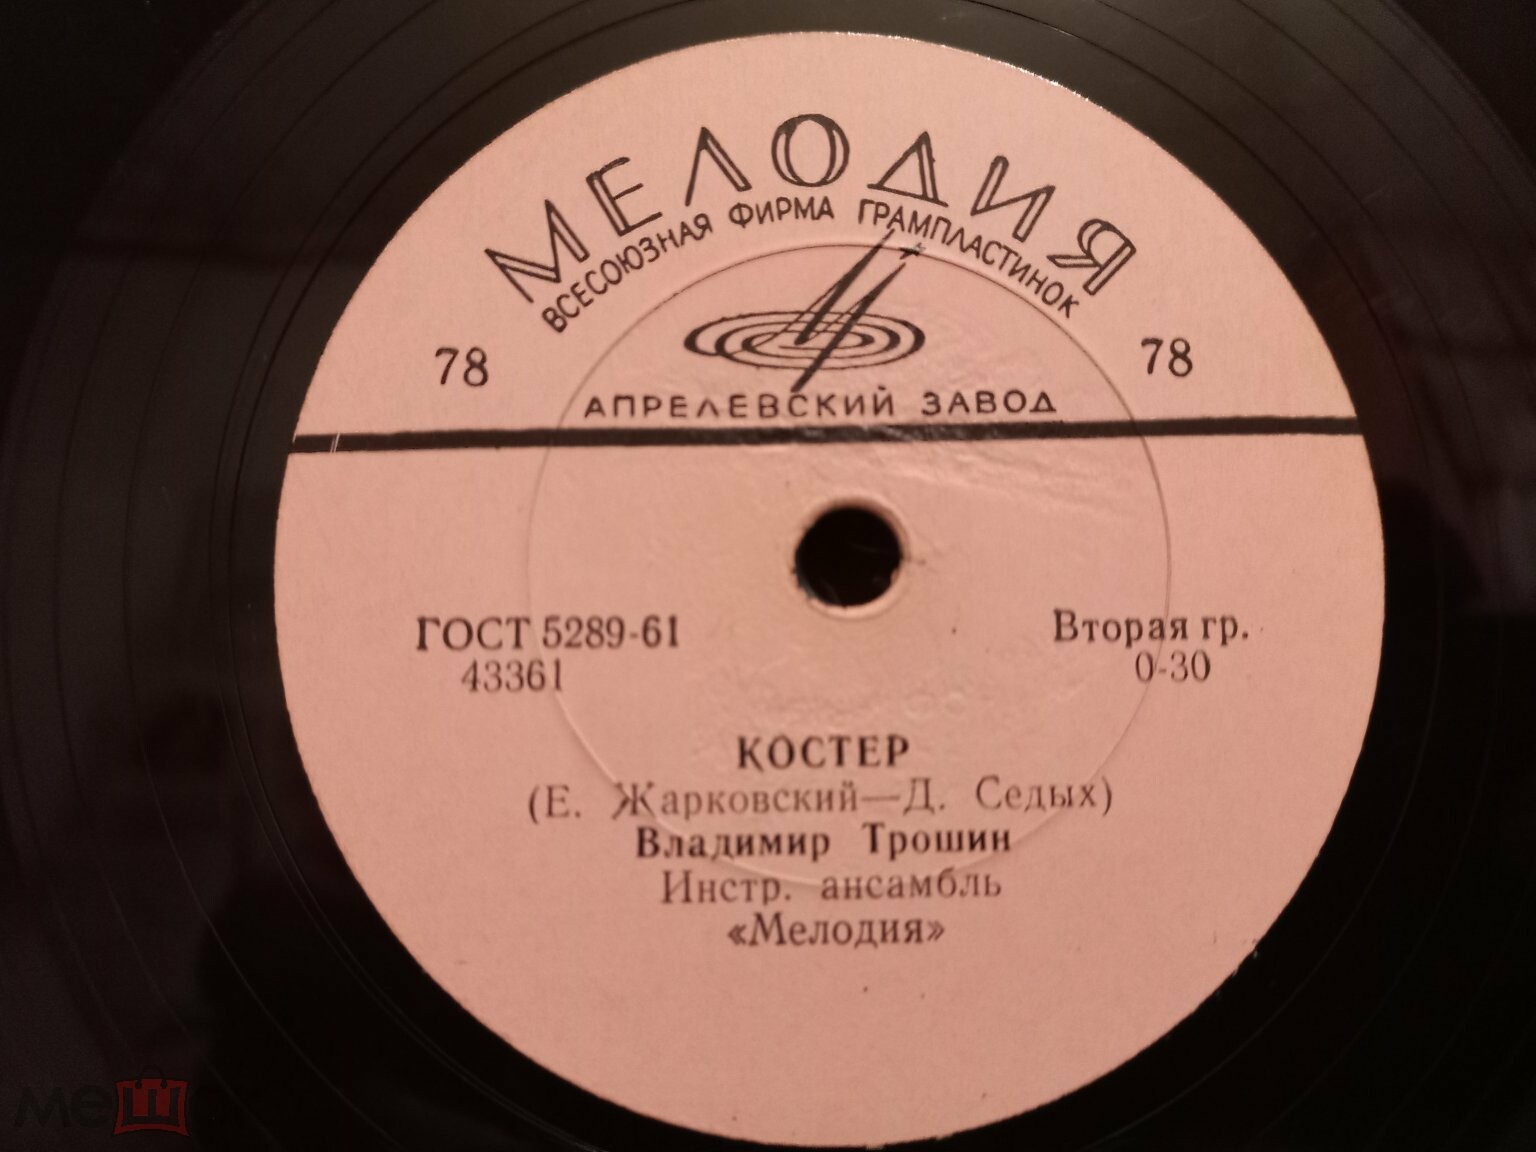 МЕЛОДИЯ
ВСЕСОЮЗНАЯ ФИРМА ГРАМПЛАСТИНОК
78 78
АПРЕЛЕВСКИЙ ЗАВОД
ГОСТ 5289-61 Вторая гр.
43361 0-30
КОСТЕР
(Е. Жарковский—Д. Седых)
Владимир Трошин
Инстр. ансамбль
«Мелодия»